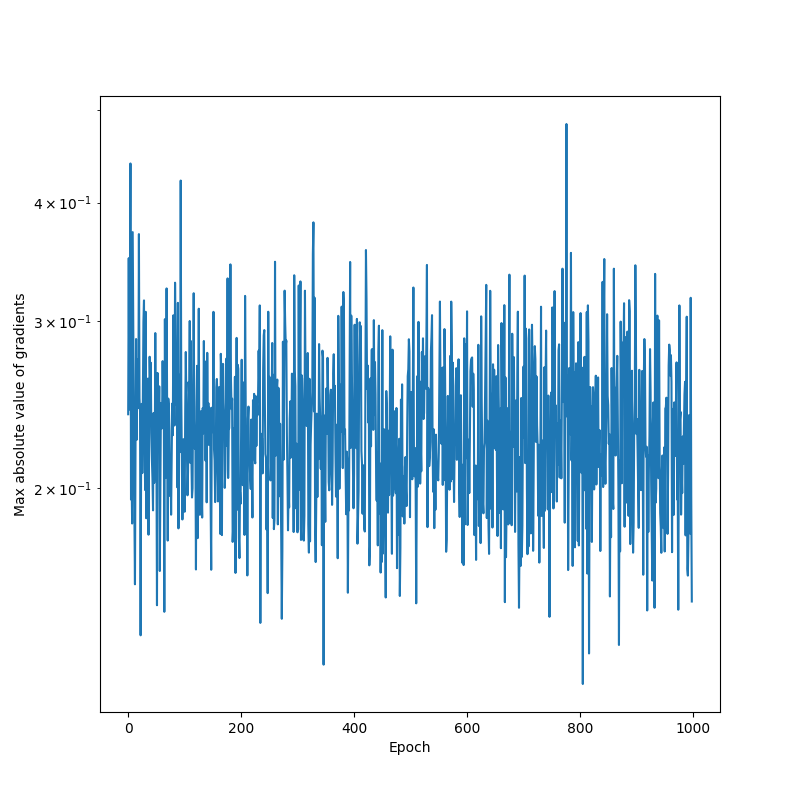 Max absolute value of gradients
4 × 10⁻¹
3 × 10⁻¹
2 × 10⁻¹
0 200 400 600 800 1000
Epoch